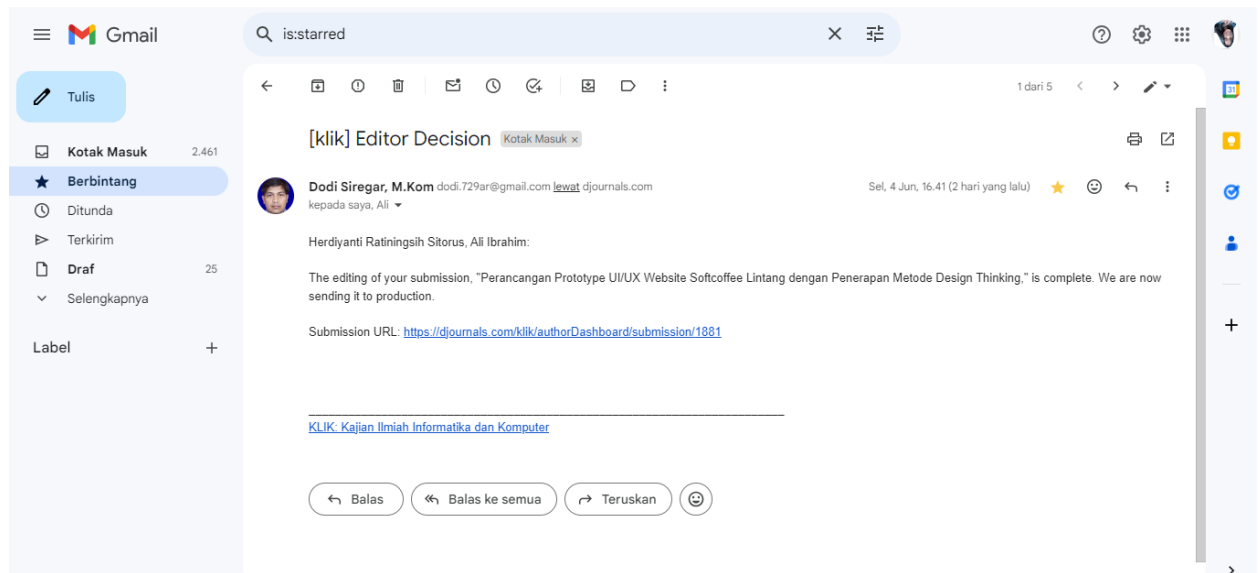 Gmail
is:starred
Tulis
1 dari 5
31
[klik] Editor Decision Kotak Masuk x
Kotak Masuk 2.461
Berbintang
Ditunda
Terkirim
Draf 25
Selengkapnya
Label
Dodi Siregar, M.Kom dodi.729ar@gmail.com lewat djournals.com
Sel, 4 Jun, 16.41 (2 hari yang lalu)
kepada saya, Ali
Herdiyanti Ratiningsih Sitorus, Ali Ibrahim:
The editing of your submission, "Perancangan Prototype UI/UX Website Softcoffee Lintang dengan Penerapan Metode Design Thinking," is complete. We are now
sending it to production.
Submission URL: https://djournals.com/klik/authorDashboard/submission/1881
KLIK: Kajian Ilmiah Informatika dan Komputer
Balas
Balas ke semua
Teruskan